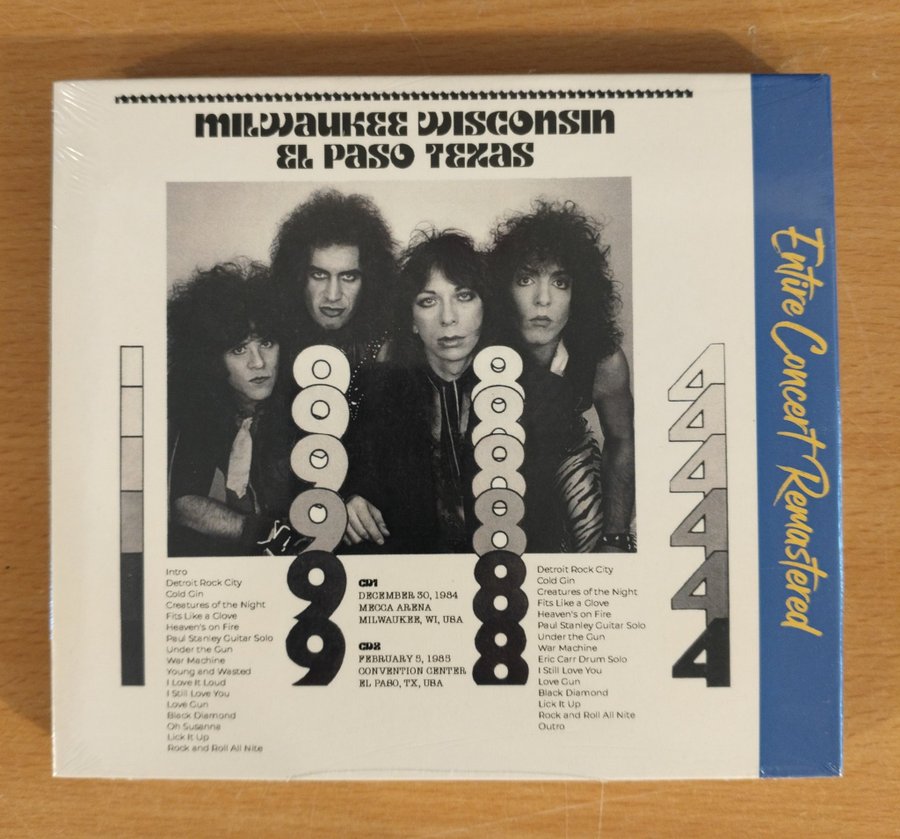 MILWAUKEE WISCONSIN
EL PASO TEXAS
1 9 8 4
Entire Concert Remastered
Intro
Detroit Rock City
Cold Gin
Creatures of the Night
Fits Like a Glove
Heaven's on Fire
Paul Stanley Guitar Solo
Under the Gun
War Machine
Young and Wasted
I Love It Loud
I Still Love You
Love Gun
Black Diamond
Oh Susanna
Lick It Up
Rock and Roll All Nite
CD1
DECEMBER 30, 1984
MECCA ARENA
MILWAUKEE, WI, USA
CD2
FEBRUARY 5, 1985
CONVENTION CENTER
EL PASO, TX, USA
Detroit Rock City
Cold Gin
Creatures of the Night
Fits Like a Glove
Heaven's on Fire
Paul Stanley Guitar Solo
Under the Gun
War Machine
Eric Carr Drum Solo
I Still Love You
Love Gun
Black Diamond
Lick It Up
Rock and Roll All Nite
Outro